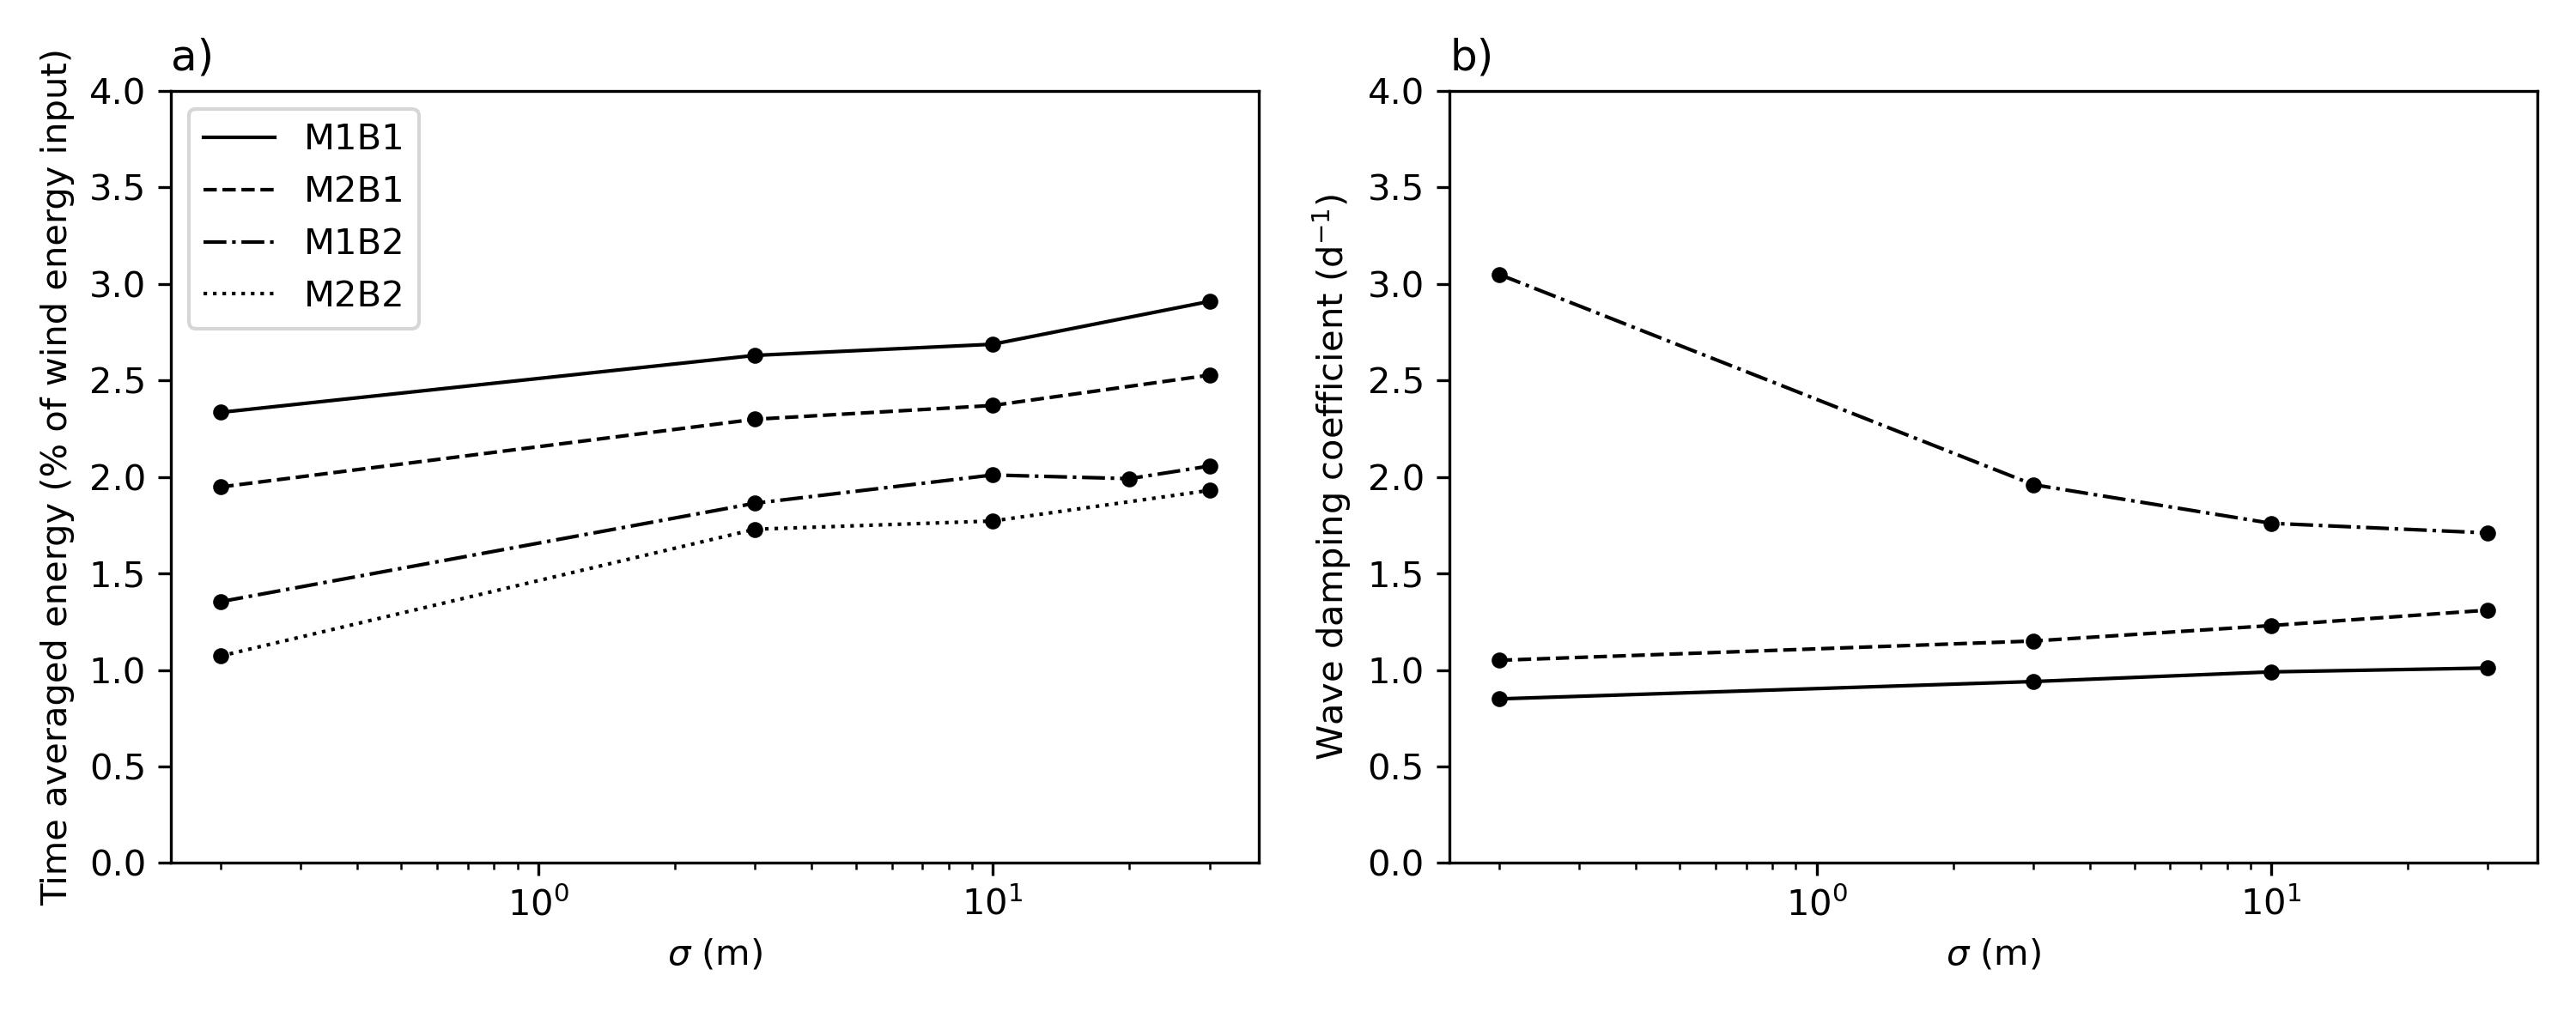 a)
Time averaged energy (% of wind energy input)
4.0
3.5
3.0
2.5
2.0
1.5
1.0
0.5
0.0
M1B1
M2B1
M1B2
M2B2
10⁰
10¹
σ (m)
b)
Wave damping coefficient (d⁻¹)
4.0
3.5
3.0
2.5
2.0
1.5
1.0
0.5
0.0
10⁰
10¹
σ (m)